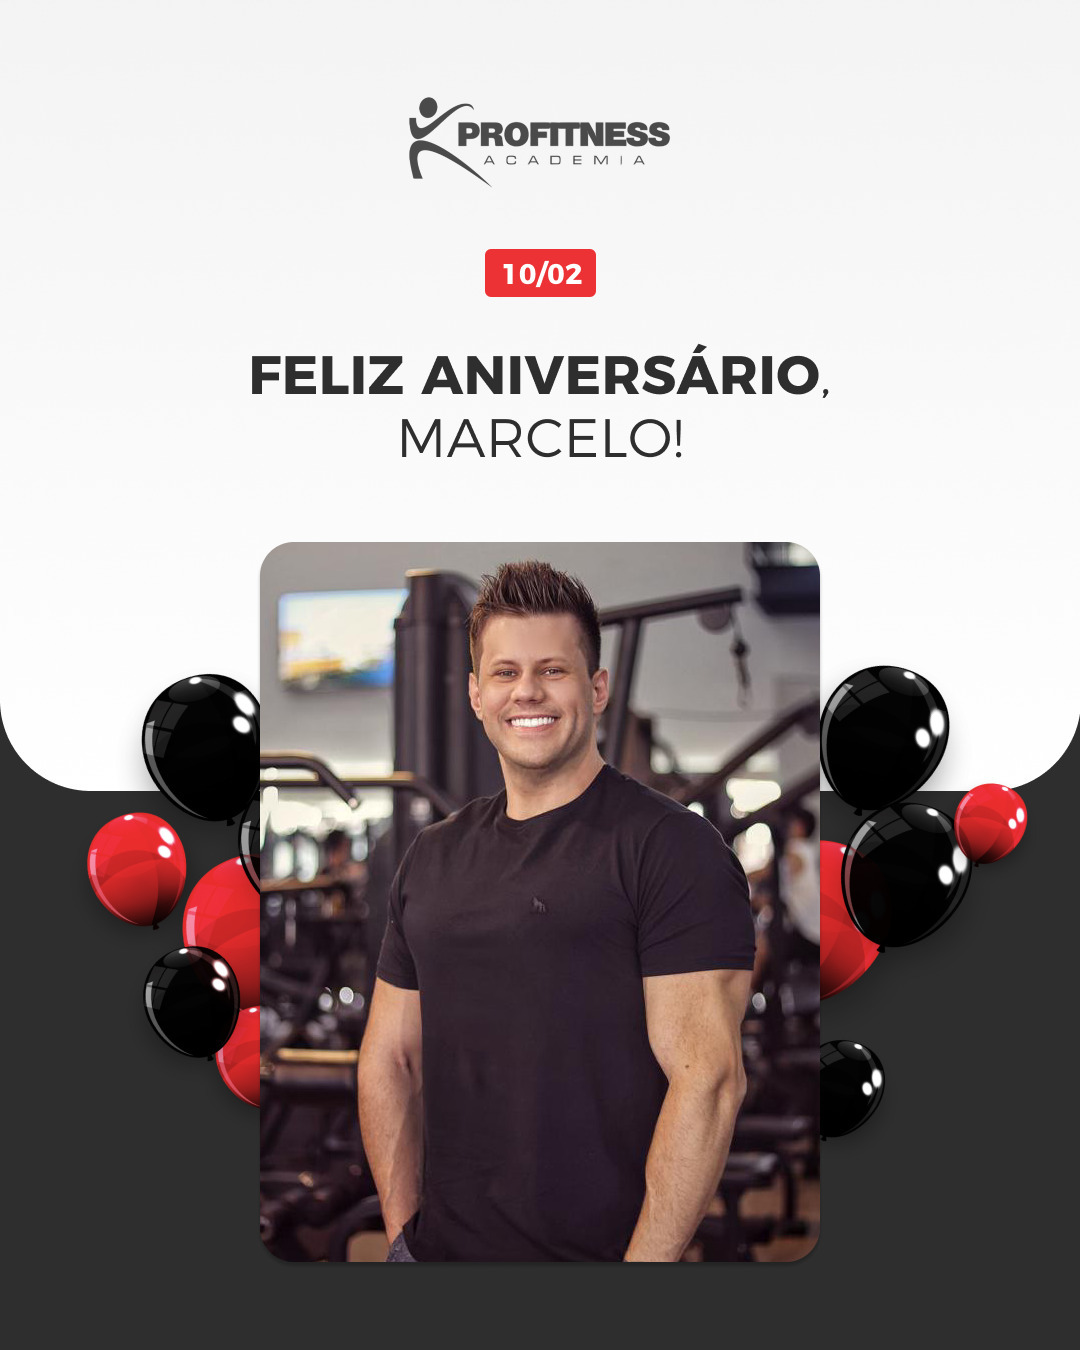 PROFITNESS
ACADEMIA
10/02
FELIZ ANIVERSÁRIO,
MARCELO!